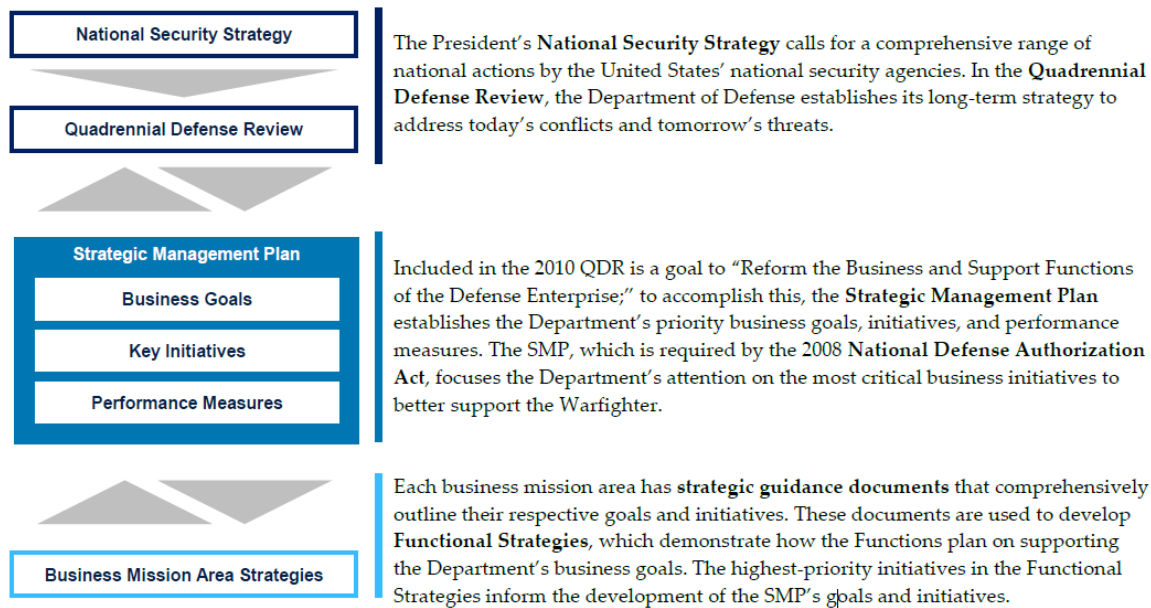 National Security Strategy
Quadrennial Defense Review
The President's National Security Strategy calls for a comprehensive range of
national actions by the United States' national security agencies. In the Quadrennial
Defense Review, the Department of Defense establishes its long-term strategy to
address today's conflicts and tomorrow's threats.
Strategic Management Plan
Business Goals
Key Initiatives
Performance Measures
Included in the 2010 QDR is a goal to “Reform the Business and Support Functions
of the Defense Enterprise;” to accomplish this, the Strategic Management Plan
establishes the Department's priority business goals, initiatives, and performance
measures. The SMP, which is required by the 2008 National Defense Authorization
Act, focuses the Department's attention on the most critical business initiatives to
better support the Warfighter.
Business Mission Area Strategies
Each business mission area has strategic guidance documents that comprehensively
outline their respective goals and initiatives. These documents are used to develop
Functional Strategies, which demonstrate how the Functions plan on supporting
the Department's business goals. The highest-priority initiatives in the Functional
Strategies inform the development of the SMP's goals and initiatives.